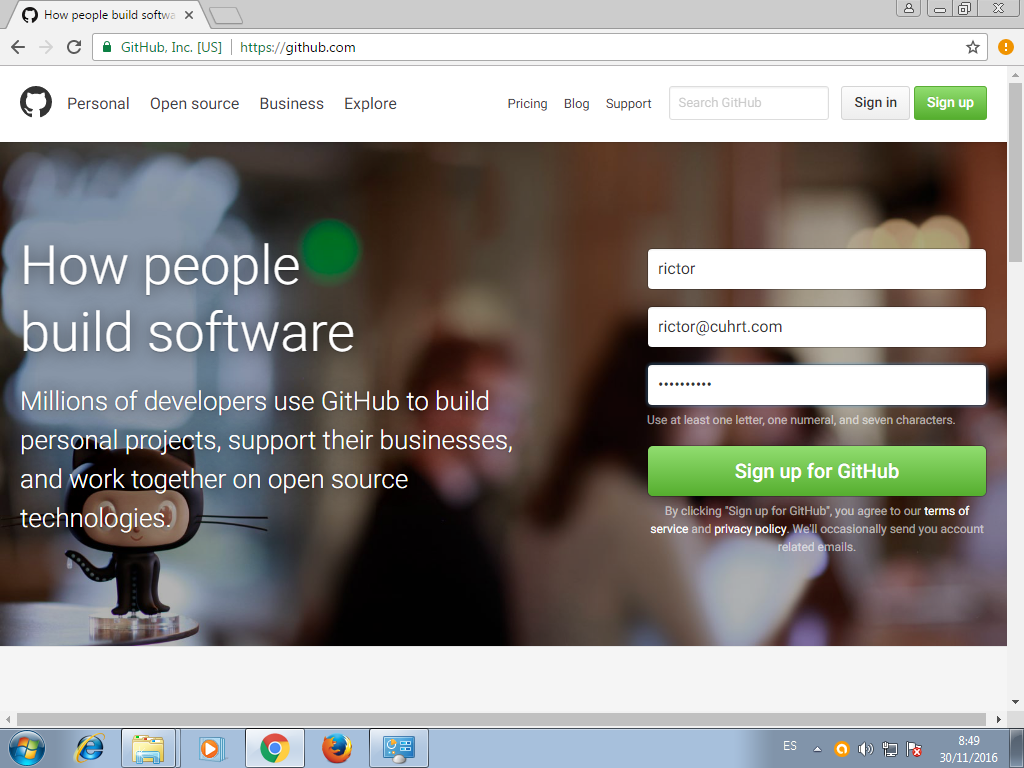 How people build softwa
GitHub, Inc. [US] https://github.com
Personal Open source Business Explore Pricing Blog Support Search GitHub Sign in Sign up
How people
build software
Millions of developers use GitHub to build
personal projects, support their businesses,
and work together on open source
technologies.
rictor
rictor@cuhrt.com
••••••••••
Use at least one letter, one numeral, and seven characters.
Sign up for GitHub
By clicking "Sign up for GitHub", you agree to our terms of
service and privacy policy. We'll occasionally send you account
related emails.
ES
8:49
30/11/2016